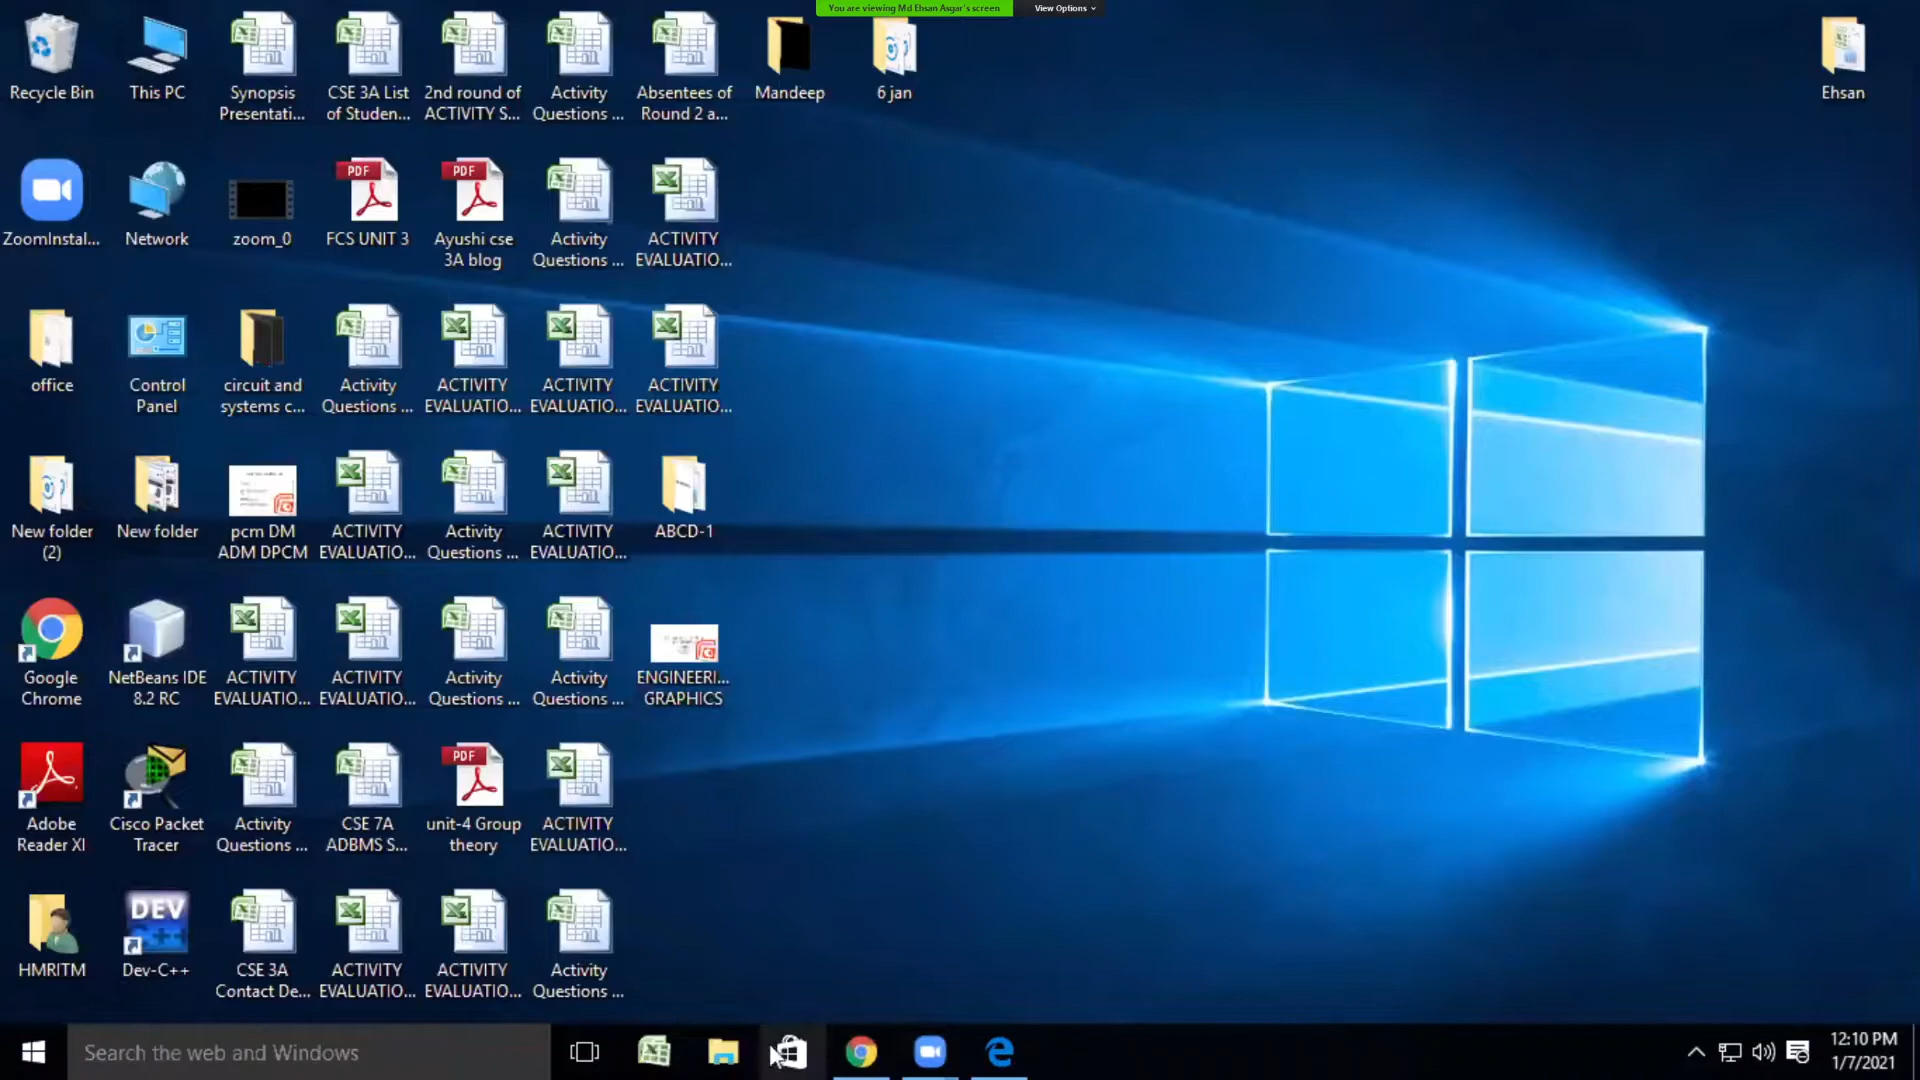 You are viewing Md Ehsan Asgar's screen
View Options
Recycle Bin
This PC
Synopsis
Presentati...
CSE 3A List
of Studen...
2nd round of
ACTIVITY S...
Activity
Questions ...
Absentees of
Round 2 a...
Mandeep
6 jan
Ehsan
ZoomInstal...
Network
zoom_0
PDF
FCS UNIT 3
PDF
Ayushi cse
3A blog
Activity
Questions ...
ACTIVITY
EVALUATIO...
office
Control
Panel
circuit and
systems c...
Activity
Questions ...
ACTIVITY
EVALUATIO...
ACTIVITY
EVALUATIO...
ACTIVITY
EVALUATIO...
New folder
(2)
New folder
pcm DM
ADM DPCM
ACTIVITY
EVALUATIO...
Activity
Questions ...
ACTIVITY
EVALUATIO...
ABCD-1
Google
Chrome
NetBeans IDE
8.2 RC
ACTIVITY
EVALUATIO...
ACTIVITY
EVALUATIO...
Activity
Questions ...
Activity
Questions ...
ENGINEERI...
GRAPHICS
Adobe
Reader XI
Cisco Packet
Tracer
Activity
Questions ...
CSE 7A
ADBMS S...
PDF
unit-4 Group
theory
ACTIVITY
EVALUATIO...
HMRITM
DEV
C++
Dev-C++
CSE 3A
Contact De...
ACTIVITY
EVALUATIO...
ACTIVITY
EVALUATIO...
Activity
Questions ...
Search the web and Windows
12:10 PM
1/7/2021